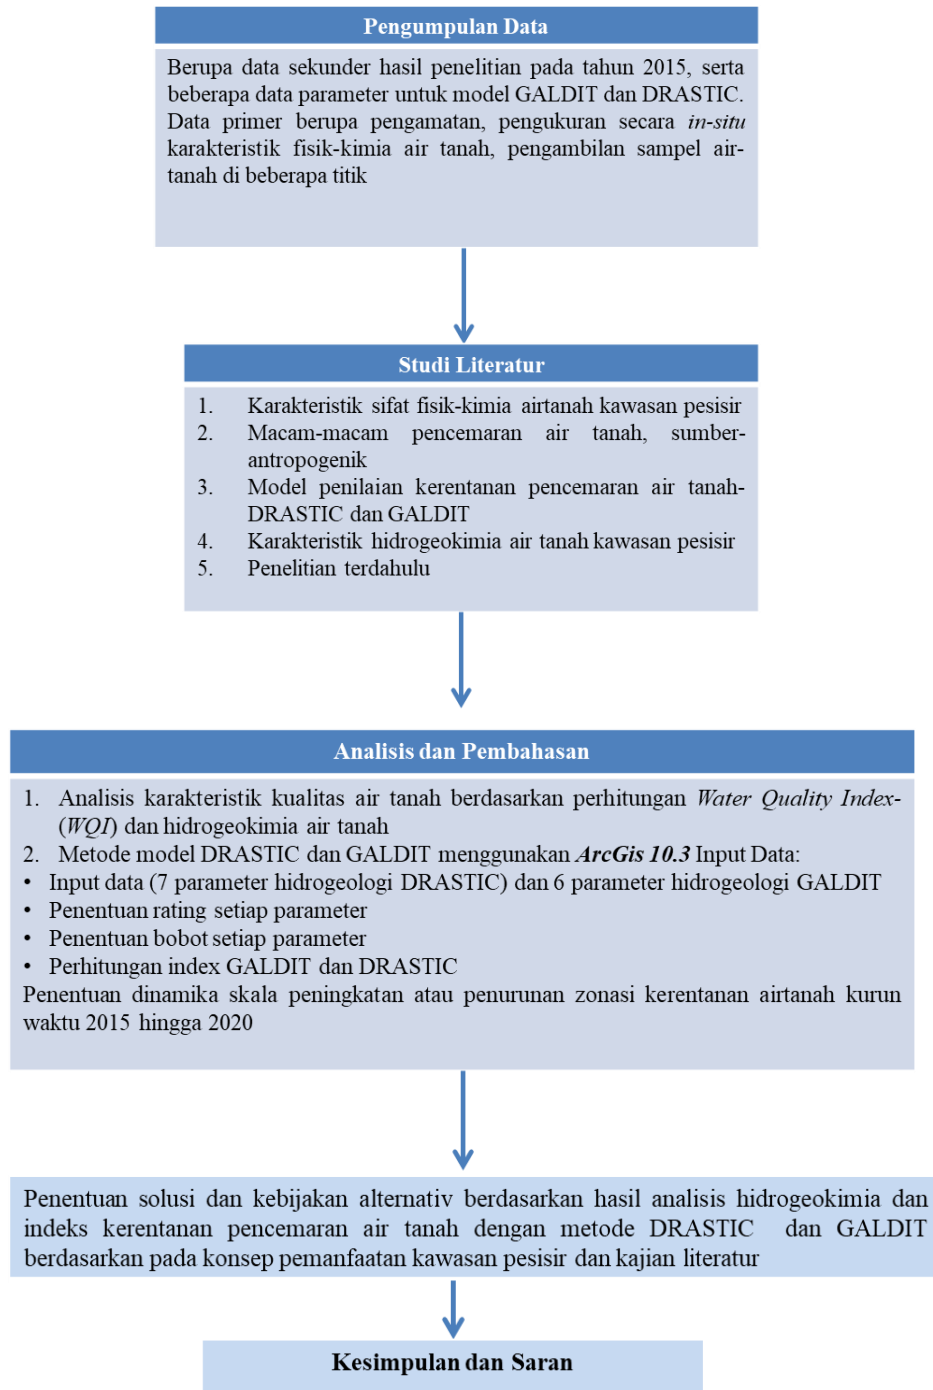 Pengumpulan Data
Berupa data sekunder hasil penelitian pada tahun 2015, serta
beberapa data parameter untuk model GALDIT dan DRASTIC.
Data primer berupa pengamatan, pengukuran secara in-situ
karakteristik fisik-kimia air tanah, pengambilan sampel air-
tanah di beberapa titik
Studi Literatur
1. Karakteristik sifat fisik-kimia airtanah kawasan pesisir
2. Macam-macam pencemaran air tanah, sumber-
antropogenik
3. Model penilaian kerentanan pencemaran air tanah-
DRASTIC dan GALDIT
4. Karakteristik hidrogeokimia air tanah kawasan pesisir
5. Penelitian terdahulu
Analisis dan Pembahasan
1. Analisis karakteristik kualitas air tanah berdasarkan perhitungan Water Quality Index-
(WQI) dan hidrogeokimia air tanah
2. Metode model DRASTIC dan GALDIT menggunakan ArcGis 10.3 Input Data:
• Input data (7 parameter hidrogeologi DRASTIC) dan 6 parameter hidrogeologi GALDIT
• Penentuan rating setiap parameter
• Penentuan bobot setiap parameter
• Perhitungan index GALDIT dan DRASTIC
Penentuan dinamika skala peningkatan atau penurunan zonasi kerentanan airtanah kurun
waktu 2015 hingga 2020
Penentuan solusi dan kebijakan alternativ berdasarkan hasil analisis hidrogeokimia dan
indeks kerentanan pencemaran air tanah dengan metode DRASTIC dan GALDIT
berdasarkan pada konsep pemanfaatan kawasan pesisir dan kajian literatur
Kesimpulan dan Saran